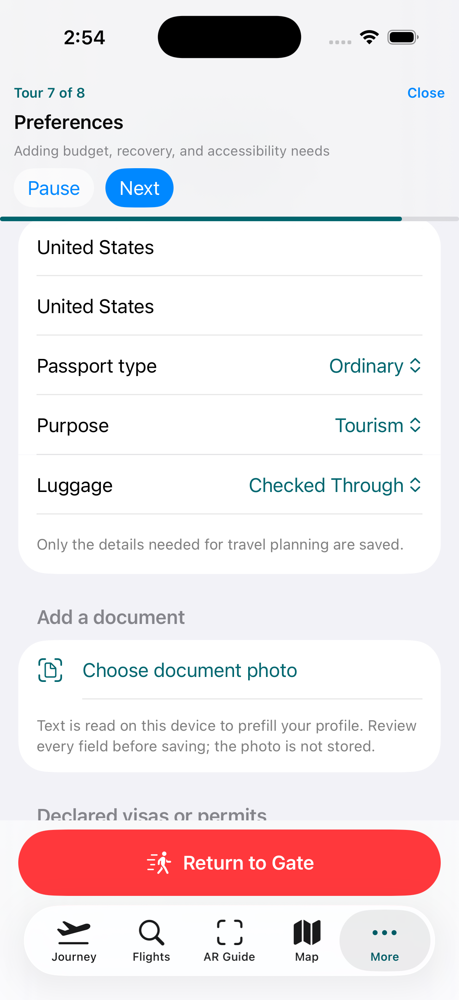 2:54
Tour 7 of 8
Close
Preferences
Adding budget, recovery, and accessibility needs
Pause
Next
United States
United States
Passport type
Ordinary
Purpose
Tourism
Luggage
Checked Through
Only the details needed for travel planning are saved.
Add a document
Choose document photo
Text is read on this device to prefill your profile. Review
every field before saving; the photo is not stored.
Declared visas or permits
Return to Gate
Journey
Flights
AR Guide
Map
More